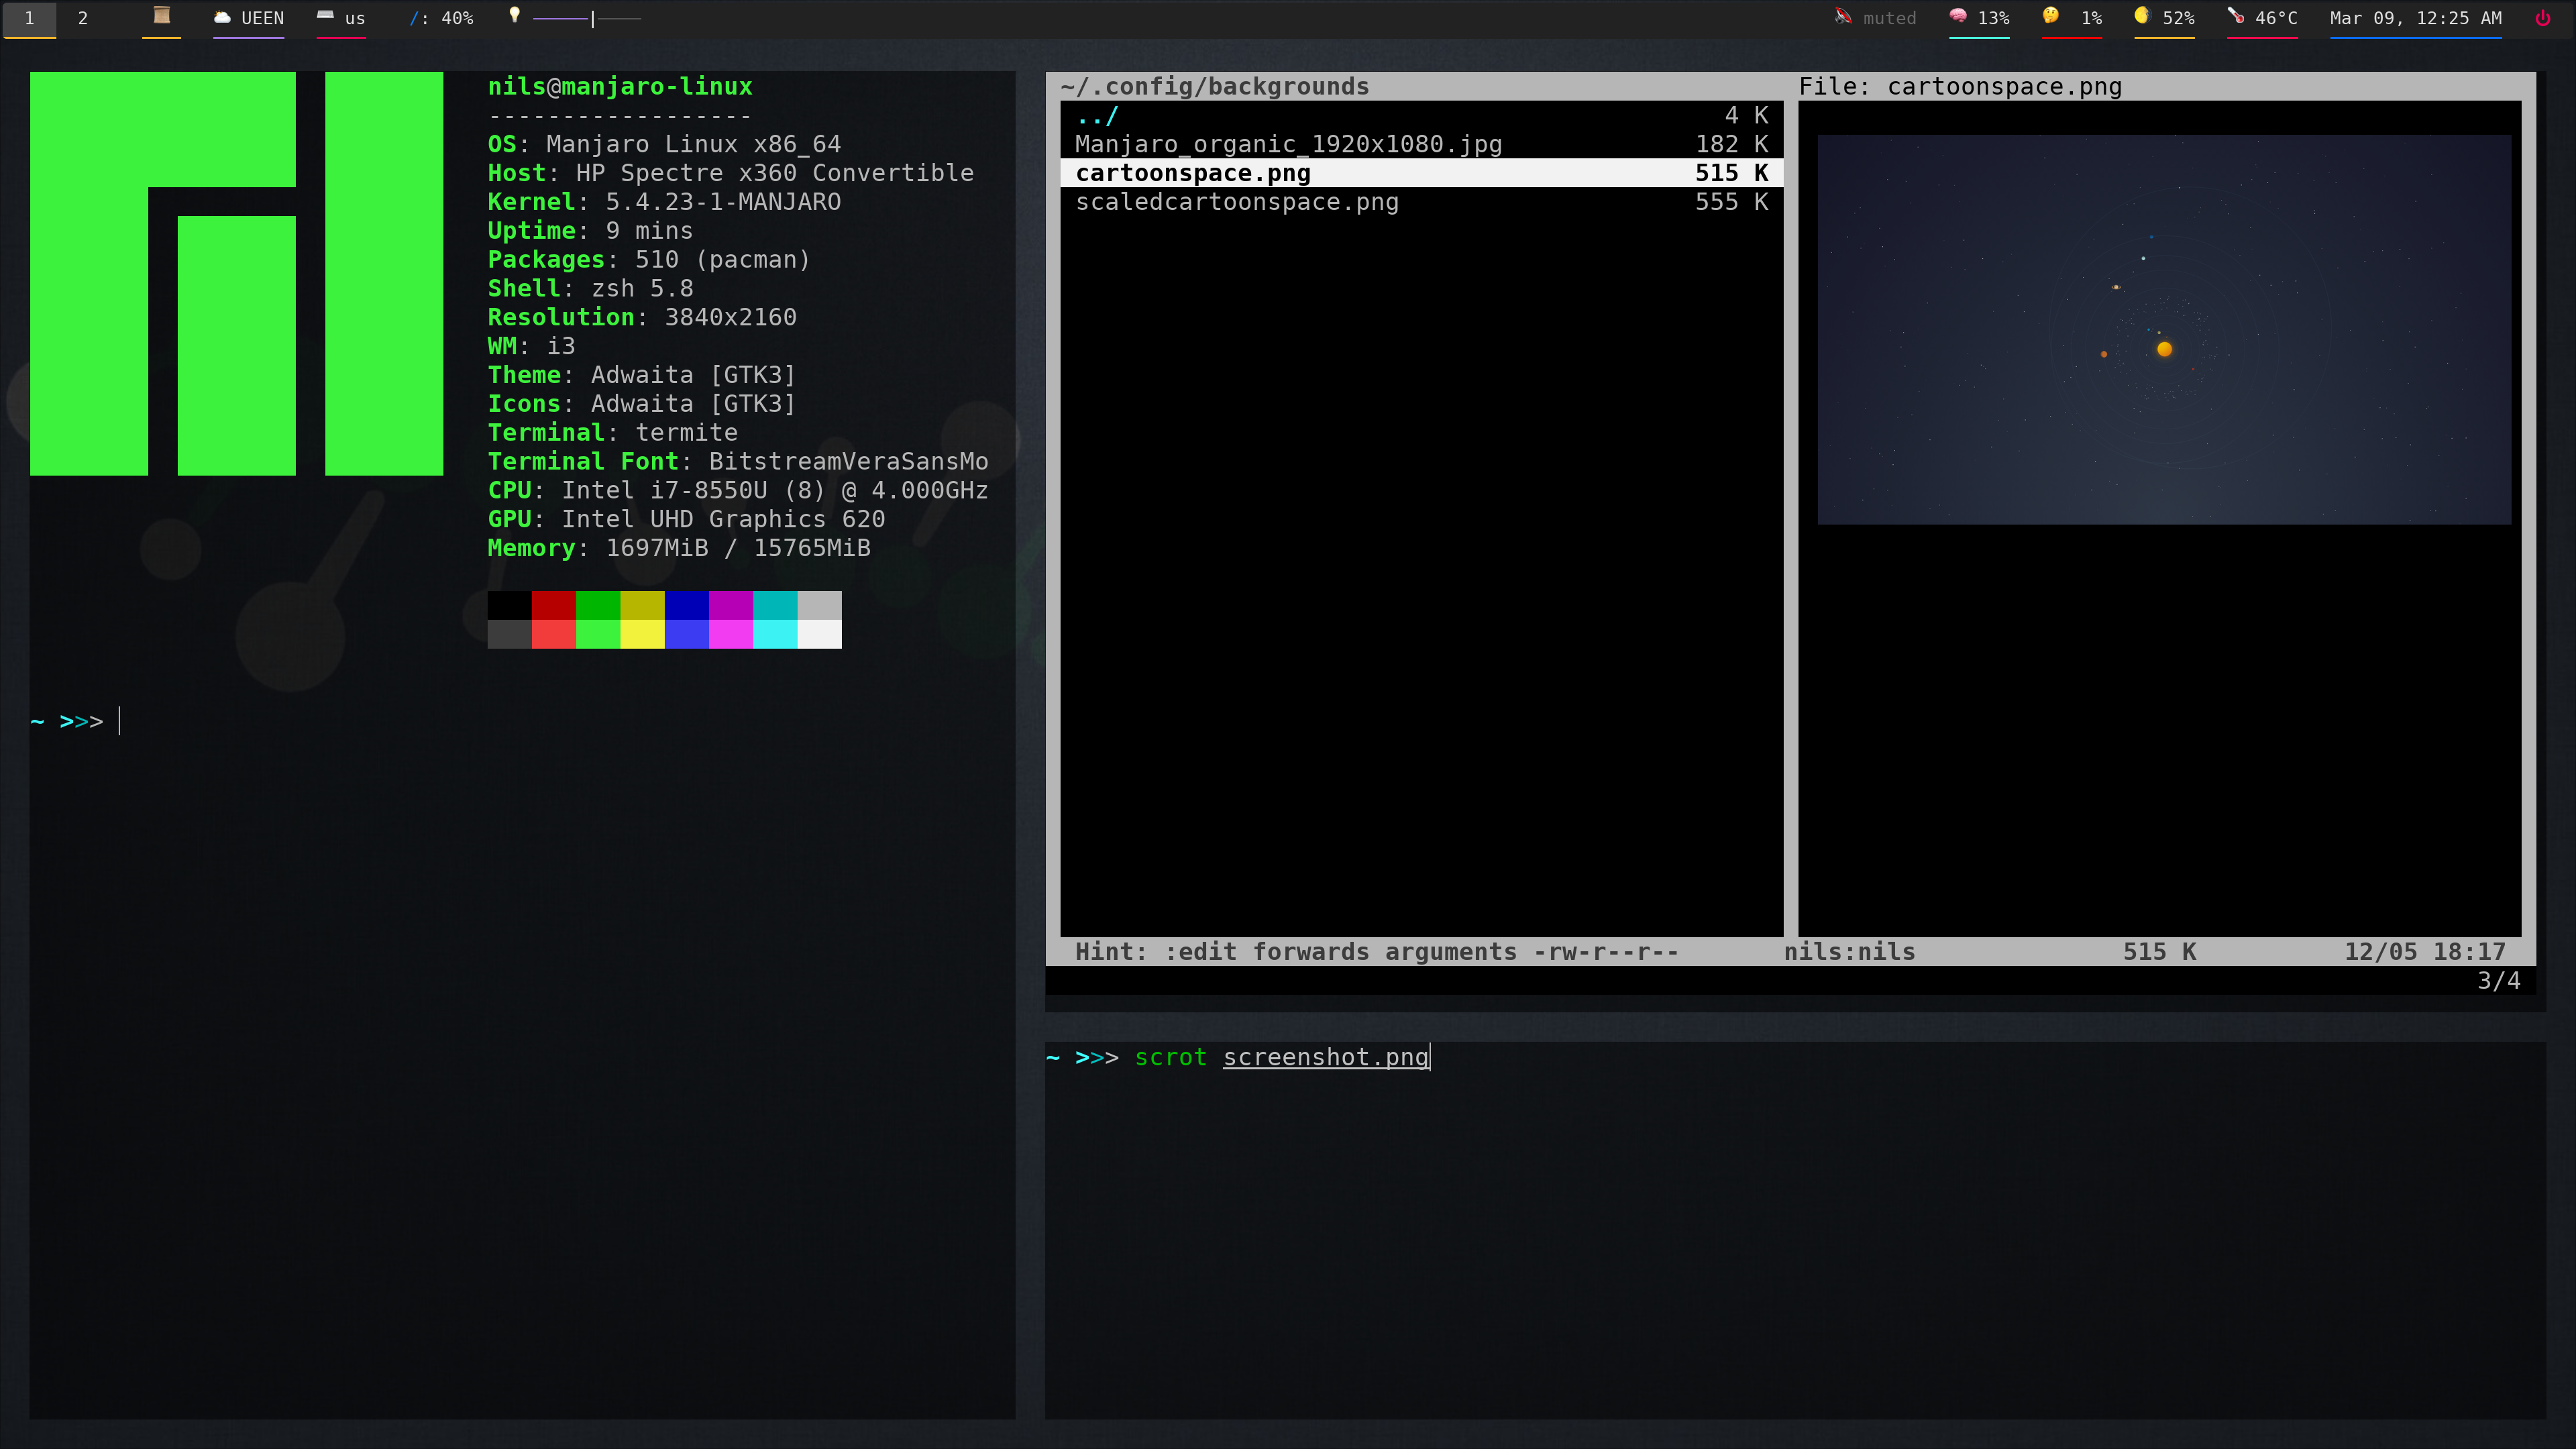 1 2 UEEN us /: 40% muted 13% 1% 52% 46°C Mar 09, 12:25 AM
nils@manjaro-linux
------------------
OS: Manjaro Linux x86_64
Host: HP Spectre x360 Convertible
Kernel: 5.4.23-1-MANJARO
Uptime: 9 mins
Packages: 510 (pacman)
Shell: zsh 5.8
Resolution: 3840x2160
WM: i3
Theme: Adwaita [GTK3]
Icons: Adwaita [GTK3]
Terminal: termite
Terminal Font: BitstreamVeraSansMo
CPU: Intel i7-8550U (8) @ 4.000GHz
GPU: Intel UHD Graphics 620
Memory: 1697MiB / 15765MiB
~ >>>
~/.config/backgrounds
../ 4 K
Manjaro_organic_1920x1080.jpg 182 K
cartoonspace.png 515 K
scaledcartoonspace.png 555 K
File: cartoonspace.png
Hint: :edit forwards arguments -rw-r--r-- nils:nils 515 K 12/05 18:17
3/4
~ >>> scrot screenshot.png